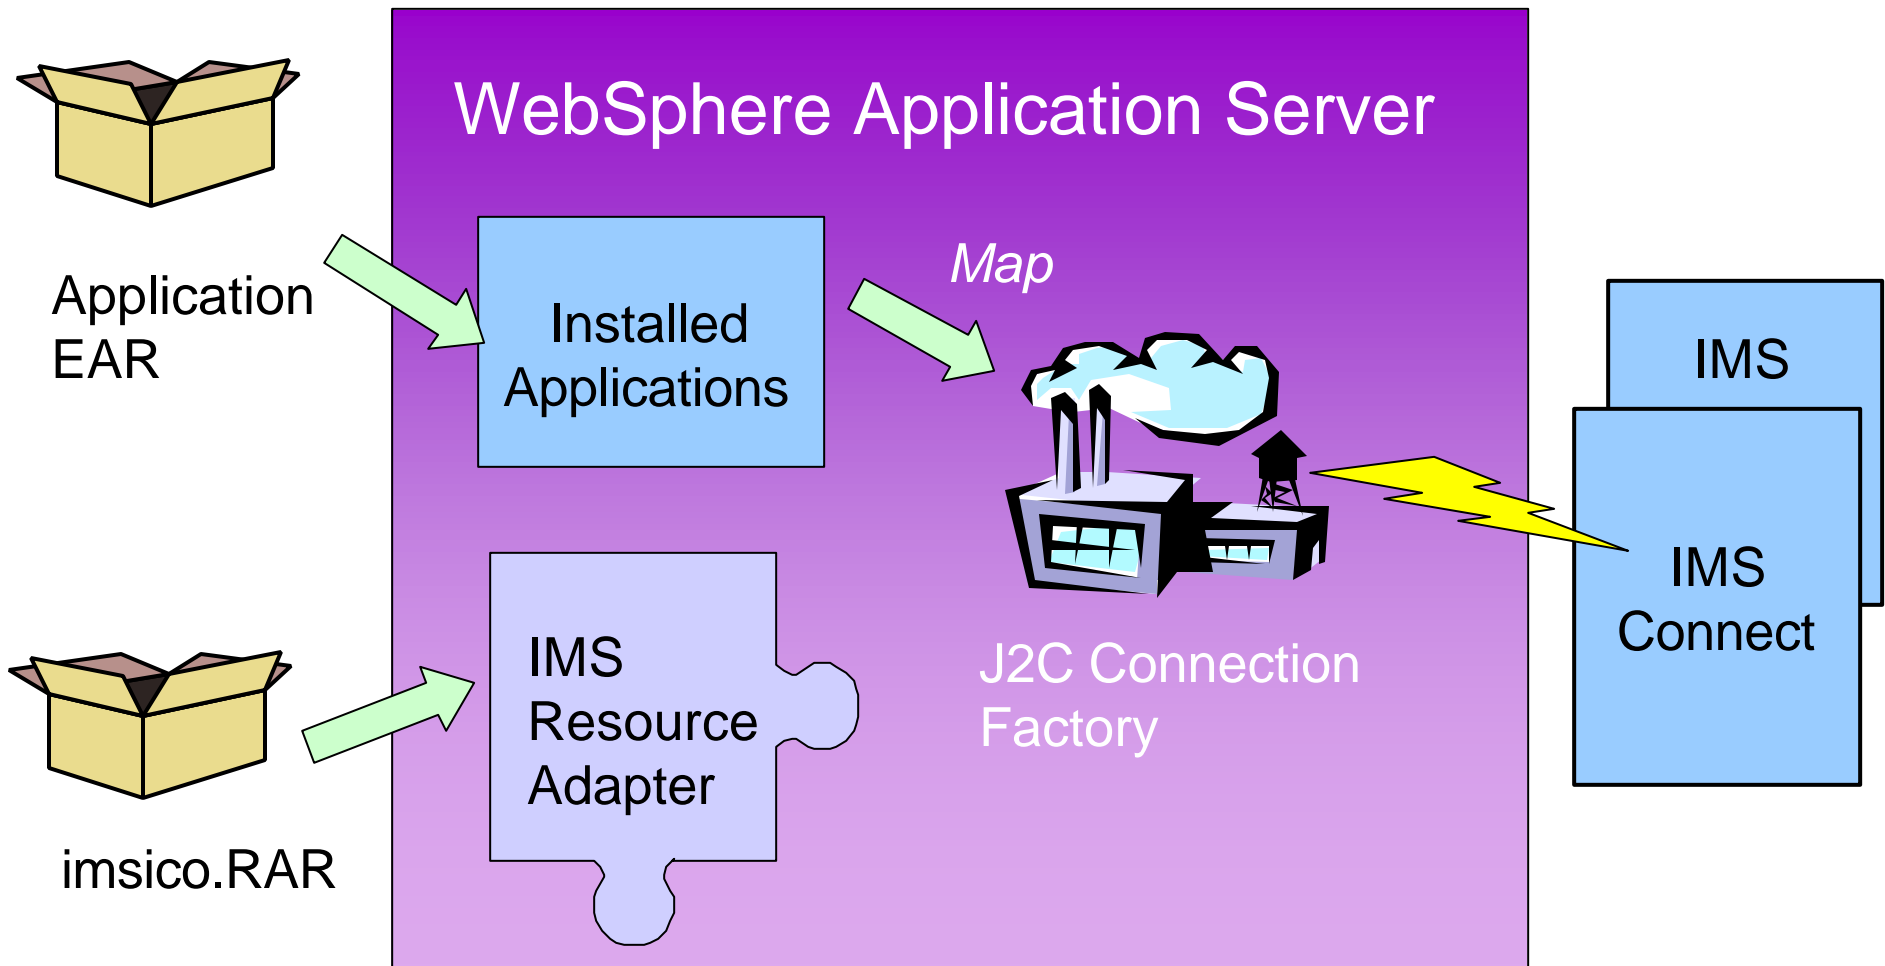 WebSphere Application Server
Application
EAR
Installed
Applications
Map
IMS
IMS
Connect
IMS
Resource
Adapter
J2C Connection
Factory
imsico.RAR